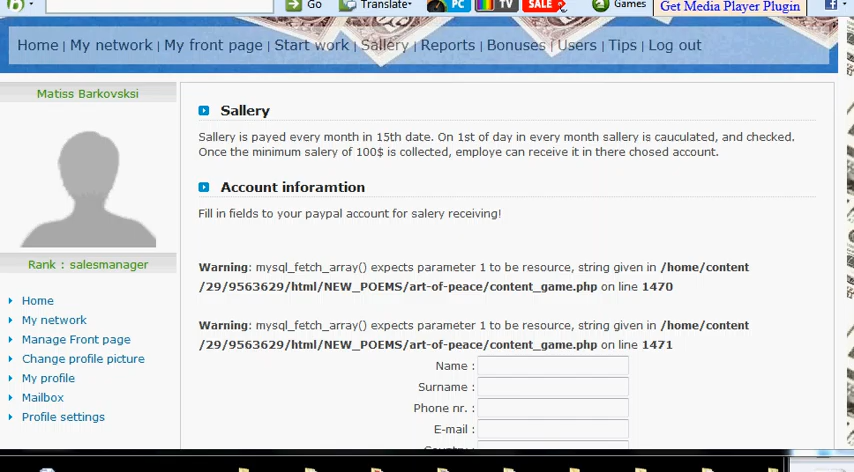 Go Translate PC TV SALE Games Get Media Player Plugin
Home | My network | My front page | Start work | Sallery | Reports | Bonuses | Users | Tips | Log out
Matiss Barkovsksi
Sallery
Sallery is payed every month in 15th date. On 1st of day in every month sallery is cauculated, and checked.
Once the minimum salery of 100$ is collected, employe can receive it in there chosed account.
Account inforamtion
Fill in fields to your paypal account for salery receiving!
Rank : salesmanager
Warning: mysql_fetch_array() expects parameter 1 to be resource, string given in /home/content
/29/9563629/html/NEW_POEMS/art-of-peace/content_game.php on line 1470
Warning: mysql_fetch_array() expects parameter 1 to be resource, string given in /home/content
/29/9563629/html/NEW_POEMS/art-of-peace/content_game.php on line 1471
Home
My network
Manage Front page
Change profile picture
My profile
Mailbox
Profile settings
Name :
Surname :
Phone nr. :
E-mail :